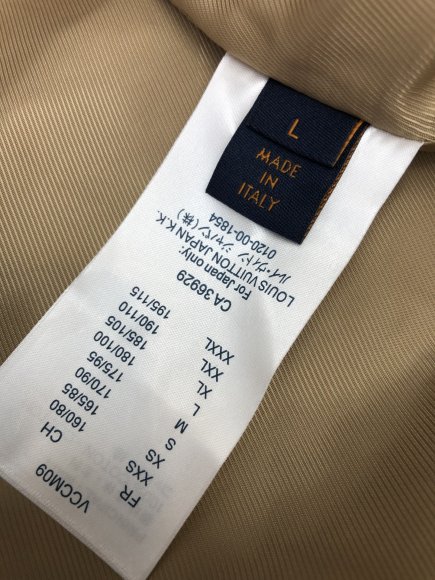 L
MADE
IN
ITALY
VCCM09
FR CH
XXS 160/80
XS 165/85
S 170/90
M 175/95
L 180/100
XL 185/105
XXL 190/110
XXXL 195/115
CA 36929
For Japan only:
LOUIS VUITTON JAPAN K.K.
ルイ・ヴィトン ジャパン(株)
0120-00-1854